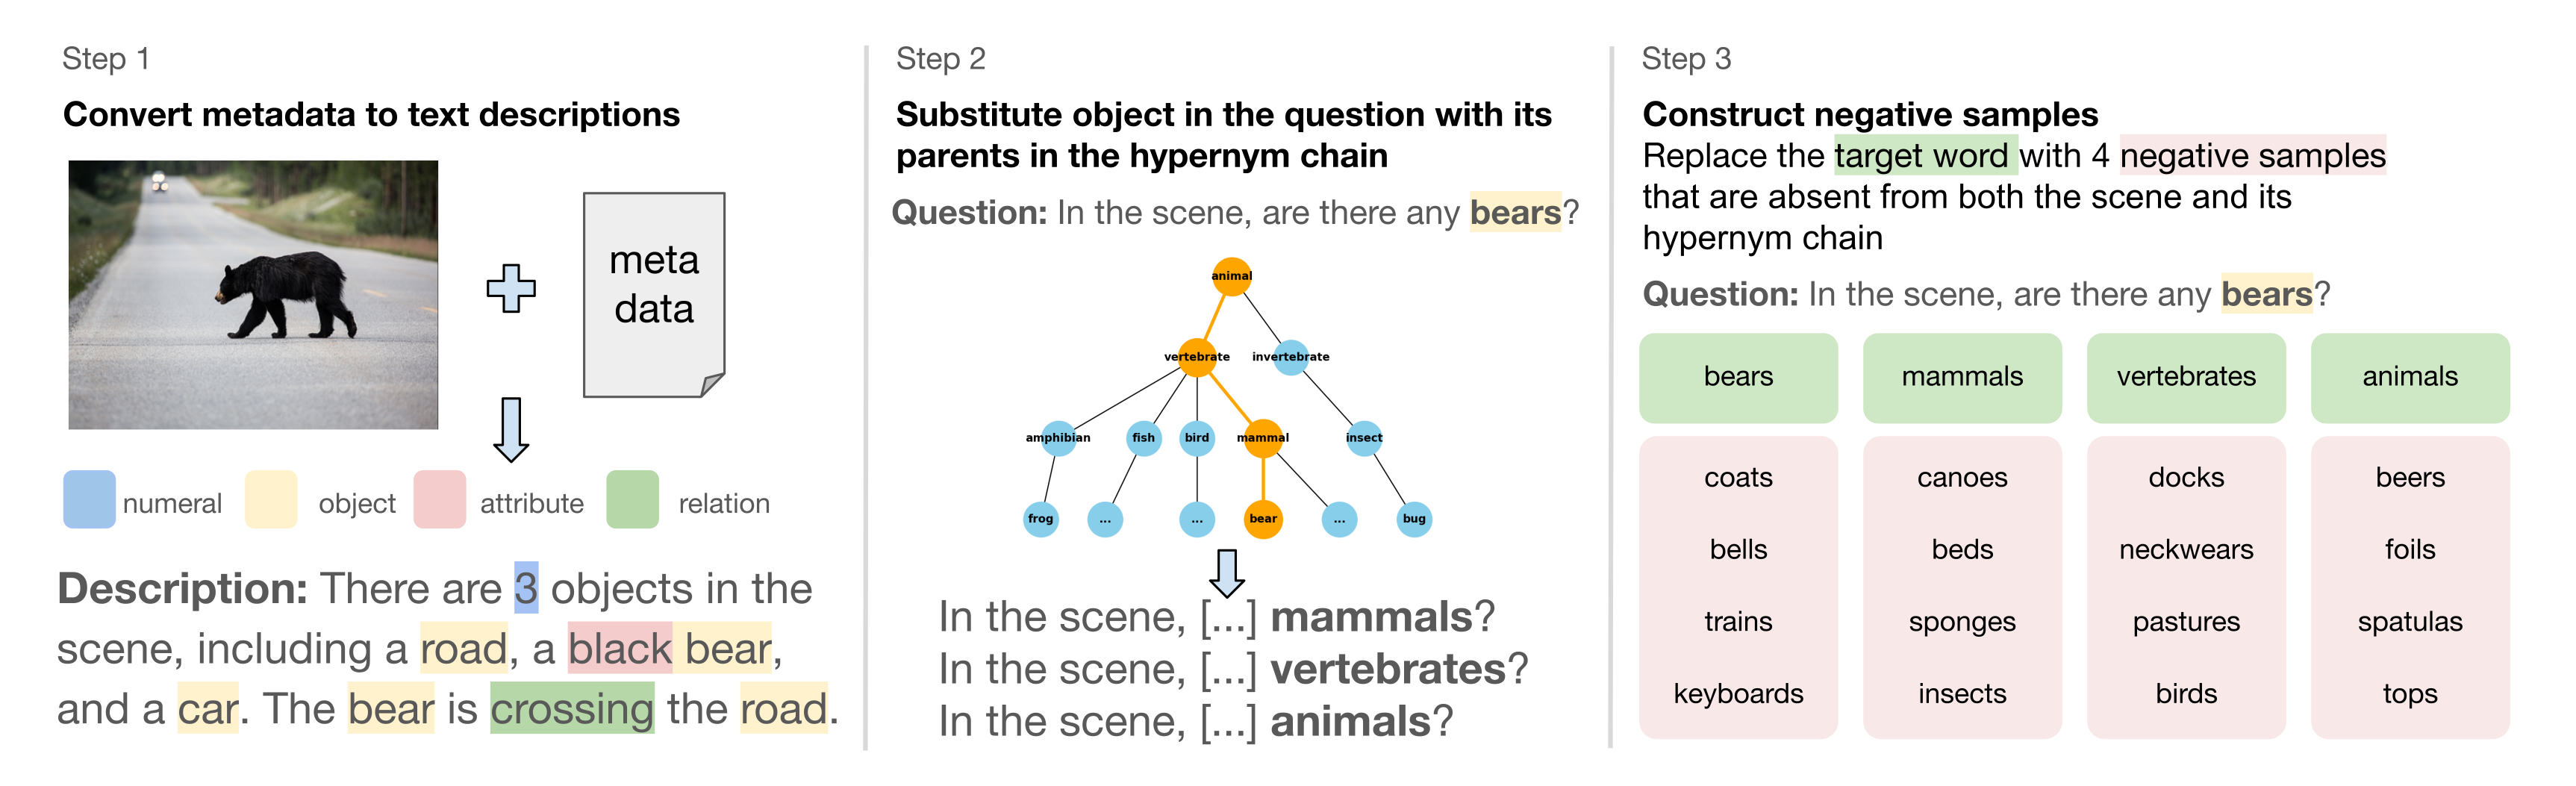 Step 1
Convert metadata to text descriptions
meta
data
numeral
object
attribute
relation
Description: There are 3 objects in the
scene, including a road, a black bear,
and a car. The bear is crossing the road.
Step 2
Substitute object in the question with its
parents in the hypernym chain
Question: In the scene, are there any bears?
animal
vertebrate
invertebrate
amphibian
fish
bird
mammal
insect
frog
...
...
bear
...
bug
In the scene, [...] mammals?
In the scene, [...] vertebrates?
In the scene, [...] animals?
Step 3
Construct negative samples
Replace the target word with 4 negative samples
that are absent from both the scene and its
hypernym chain
Question: In the scene, are there any bears?
bears
mammals
vertebrates
animals
coats
canoes
docks
beers
bells
beds
neckwears
foils
trains
sponges
pastures
spatulas
keyboards
insects
birds
tops